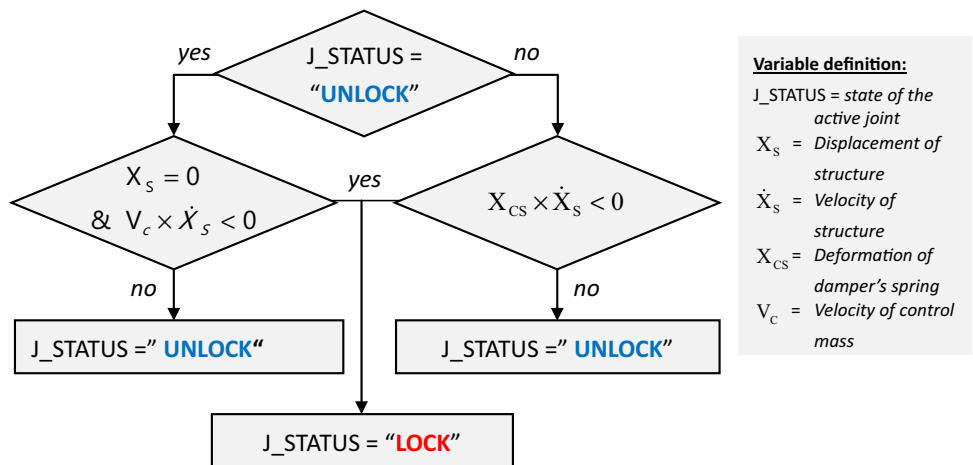 yes
J_STATUS =
“UNLOCK”
no
X_S = 0
& V_c × Ẋ_S < 0
yes
X_CS × Ẋ_S < 0
no
no
J_STATUS =” UNLOCK“
J_STATUS =” UNLOCK”
J_STATUS = “LOCK”
Variable definition:
J_STATUS = state of the
active joint
X_S = Displacement of
structure
Ẋ_S = Velocity of
structure
X_CS = Deformation of
damper’s spring
V_C = Velocity of control
mass